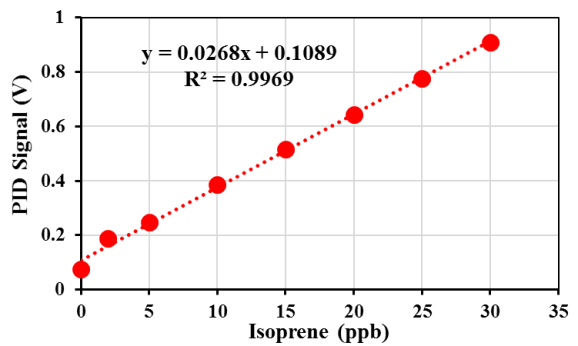 y = 0.0268x + 0.1089
R² = 0.9969
PID Signal (V)
1
0.8
0.6
0.4
0.2
0
0 5 10 15 20 25 30 35
Isoprene (ppb)